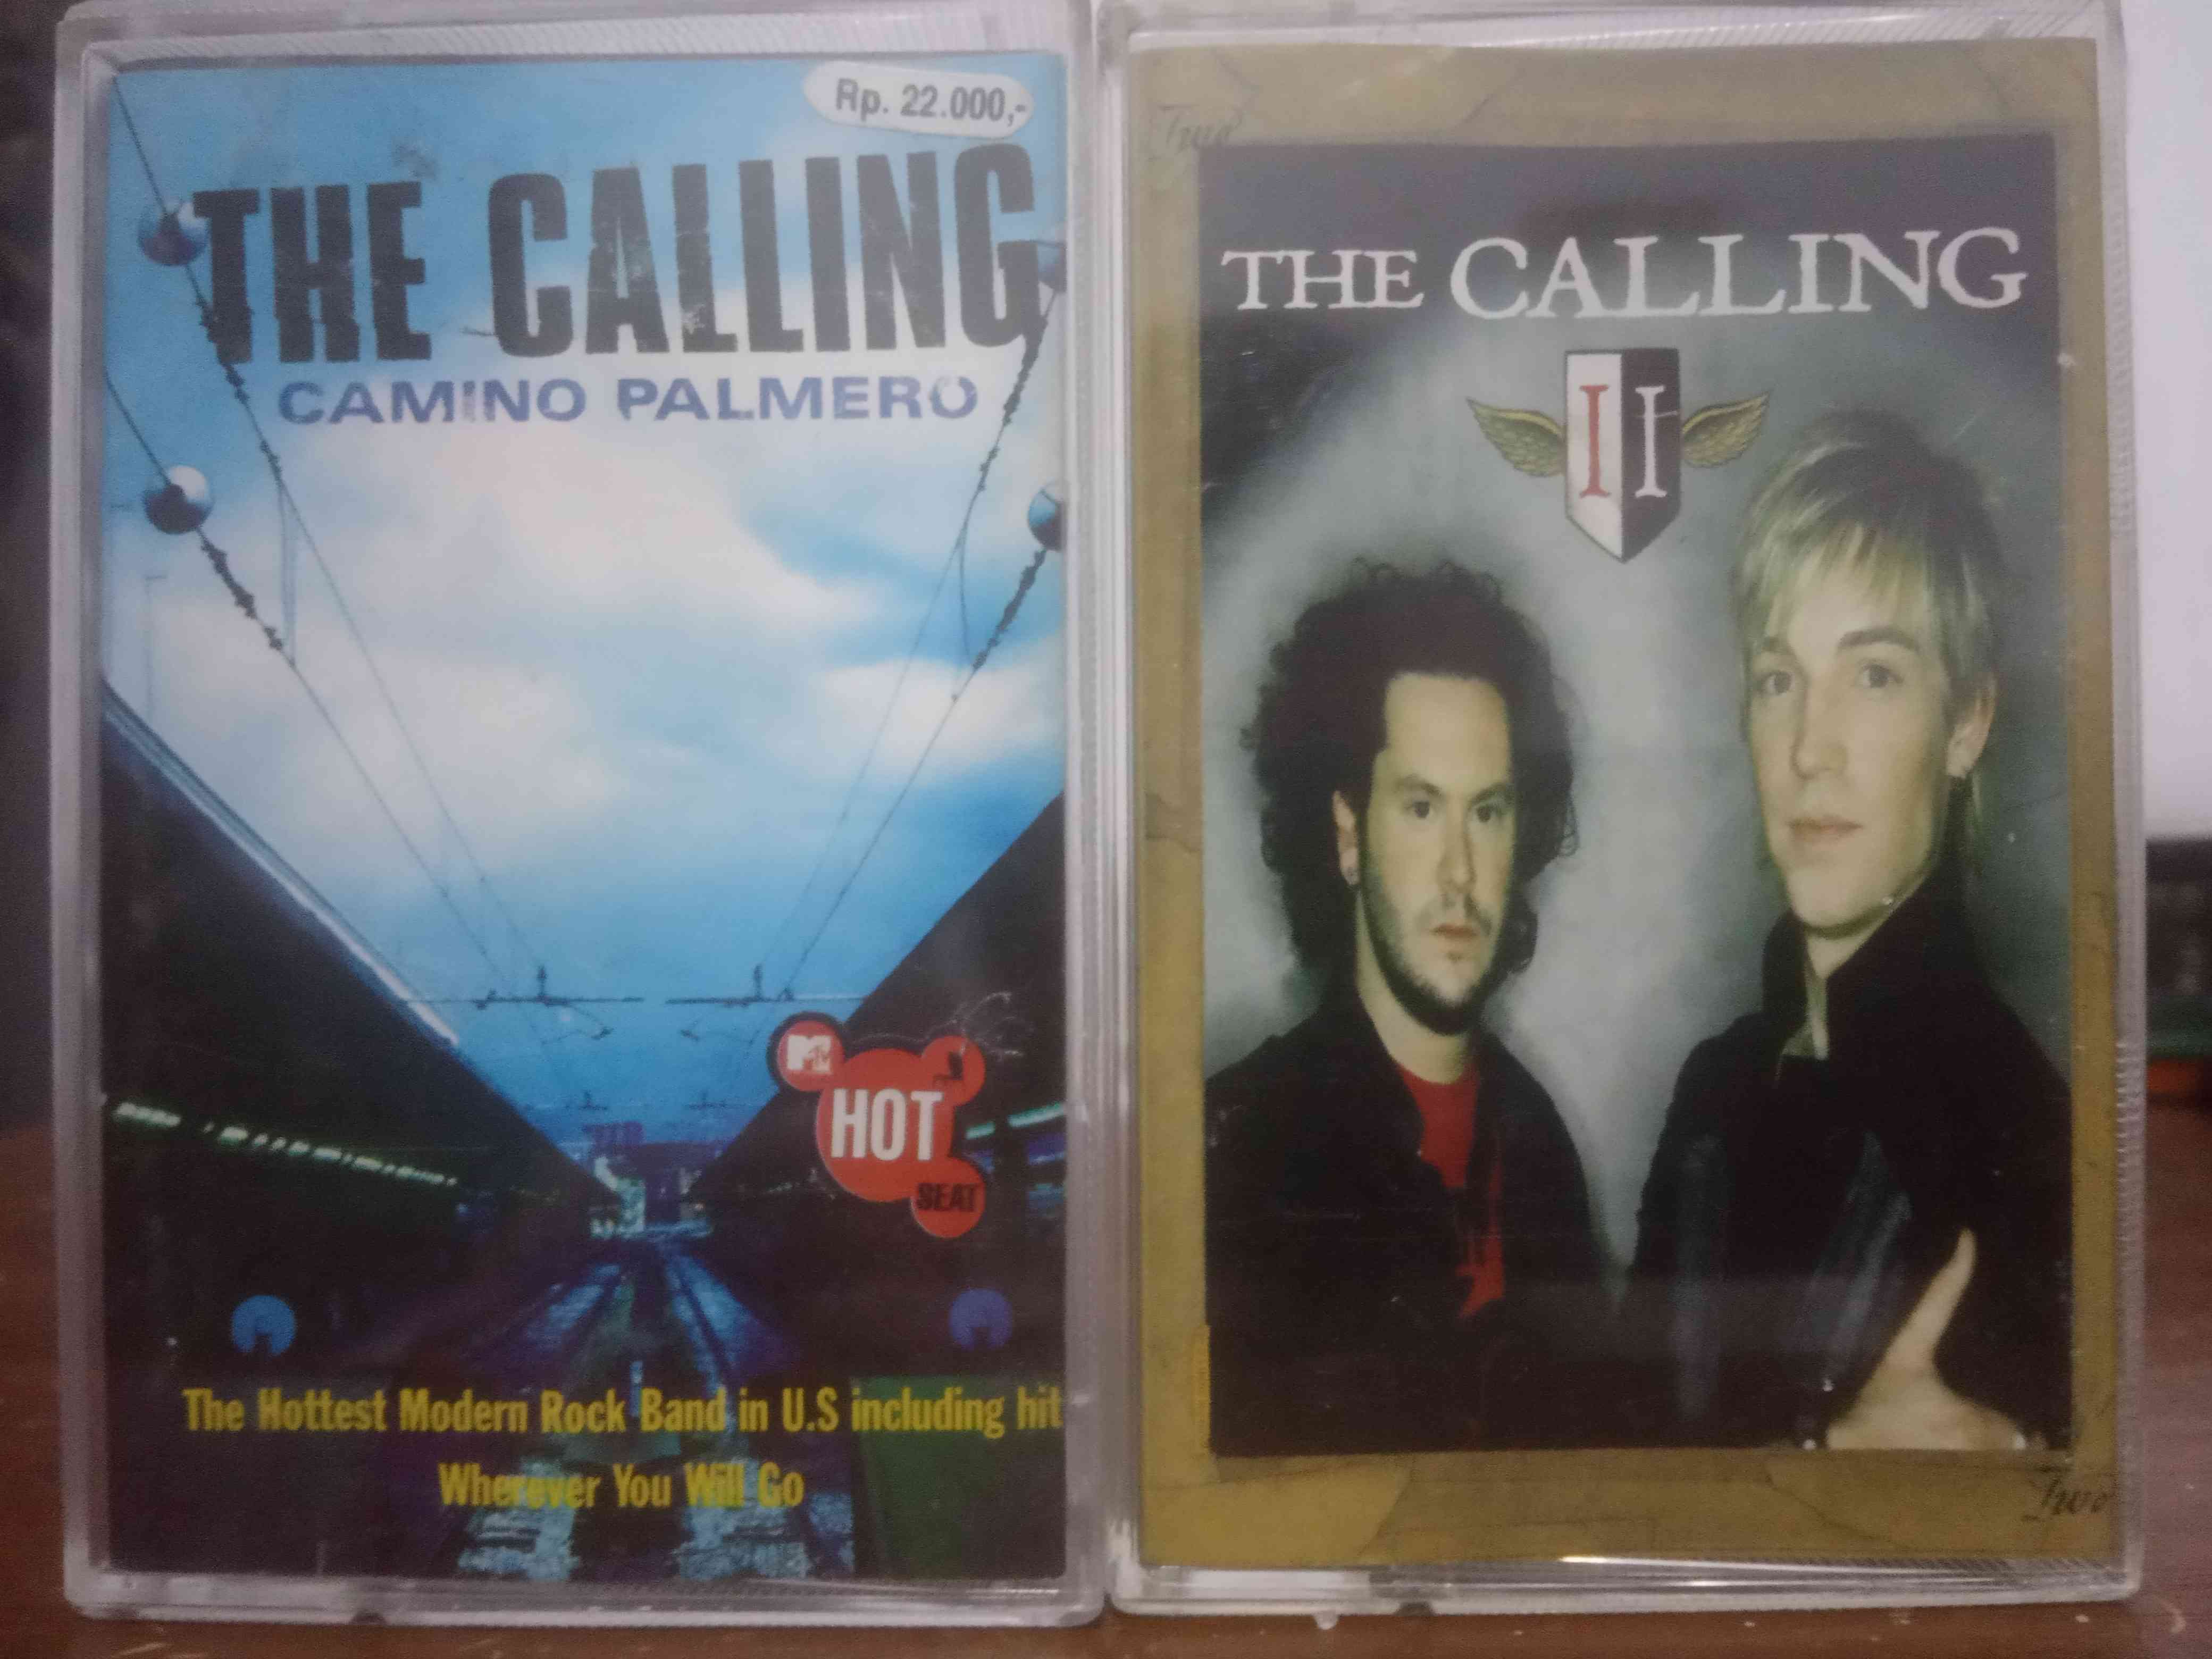 Rp. 22.000,-
THE CALLING
CAMINO PALMERO
MTV
HOT
SEAT
The Hottest Modern Rock Band in U.S including hit
Wherever You Will Go
Two
THE CALLING
II
Two